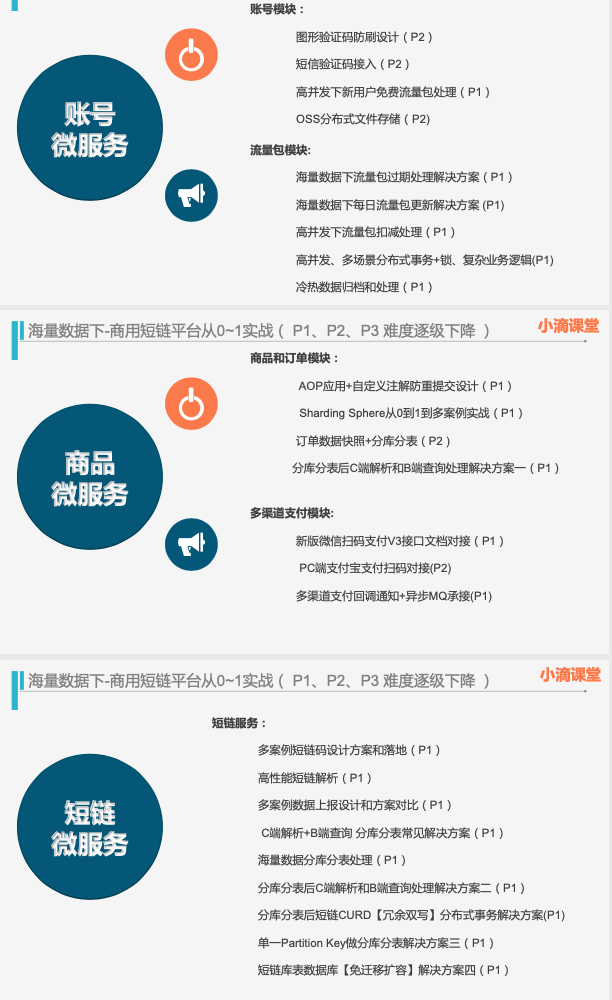 账号模块：
图形验证码防刷设计（P2 ）
短信验证码接入（P2 ）
高并发下新用户免费流量包处理（P1 ）
OSS分布式文件存储（P2)
账号
微服务
流量包模块:
海量数据下流量包过期处理解决方案（P1 ）
海量数据下每日流量包更新解决方案 (P1)
高并发下流量包扣减处理（P1 ）
高并发、多场景分布式事务+锁、复杂业务逻辑(P1)
冷热数据归档和处理（P1 ）
海量数据下-商用短链平台从0~1实战（ P1、P2、P3 难度逐级下降 ）
小滴课堂
商品和订单模块：
AOP应用+自定义注解防重提交设计（P1 ）
Sharding Sphere从0到1到多案例实战（P1 ）
订单数据快照+分库分表（P2 ）
分库分表后C端解析和B端查询处理解决方案一（P1 ）
商品
微服务
多渠道支付模块:
新版微信扫码支付V3接口文档对接（P1 ）
PC端支付宝支付扫码对接(P2)
多渠道支付回调通知+异步MQ承接(P1)
海量数据下-商用短链平台从0~1实战（ P1、P2、P3 难度逐级下降 ）
小滴课堂
短链服务：
多案例短链码设计方案和落地（P1 ）
高性能短链解析（P1 ）
多案例数据上报设计和方案对比（P1 ）
C端解析+B端查询 分库分表常见解决方案（P1 ）
海量数据分库分表处理（P1 ）
分库分表后C端解析和B端查询处理解决方案二（P1 ）
分库分表后短链CURD【冗余双写】分布式事务解决方案(P1)
单一Partition Key做分库分表解决方案三（P1 ）
短链库表数据库【免迁移扩容】解决方案四（P1 ）
短链
微服务